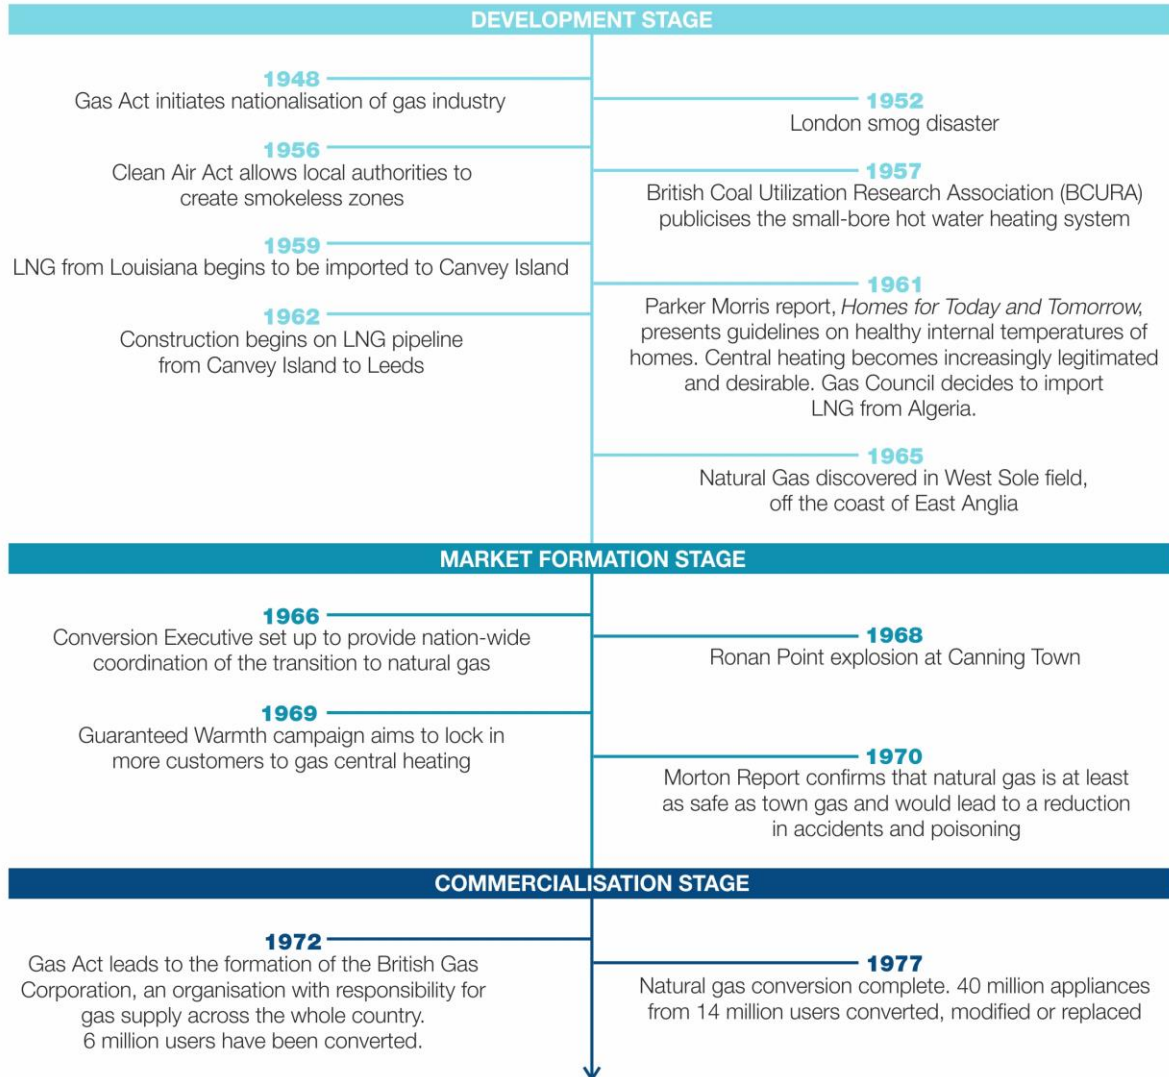 DEVELOPMENT STAGE
1948
Gas Act initiates nationalisation of gas industry
1952
London smog disaster
1956
Clean Air Act allows local authorities to
create smokeless zones
1957
British Coal Utilization Research Association (BCURA)
publicises the small-bore hot water heating system
1959
LNG from Louisiana begins to be imported to Canvey Island
1961
Parker Morris report, Homes for Today and Tomorrow,
presents guidelines on healthy internal temperatures of
homes. Central heating becomes increasingly legitimated
and desirable. Gas Council decides to import
LNG from Algeria.
1962
Construction begins on LNG pipeline
from Canvey Island to Leeds
1965
Natural Gas discovered in West Sole field,
off the coast of East Anglia
MARKET FORMATION STAGE
1966
Conversion Executive set up to provide nation-wide
coordination of the transition to natural gas
1968
Ronan Point explosion at Canning Town
1969
Guaranteed Warmth campaign aims to lock in
more customers to gas central heating
1970
Morton Report confirms that natural gas is at least
as safe as town gas and would lead to a reduction
in accidents and poisoning
COMMERCIALISATION STAGE
1972
Gas Act leads to the formation of the British Gas
Corporation, an organisation with responsibility for
gas supply across the whole country.
6 million users have been converted.
1977
Natural gas conversion complete. 40 million appliances
from 14 million users converted, modified or replaced